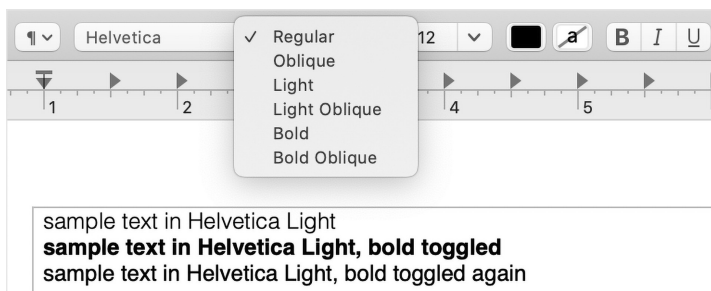 ¶ Helvetica 12 a B I U
✓ Regular
Oblique
Light
Light Oblique
Bold
Bold Oblique
1 2 4 5
sample text in Helvetica Light
sample text in Helvetica Light, bold toggled
sample text in Helvetica Light, bold toggled again